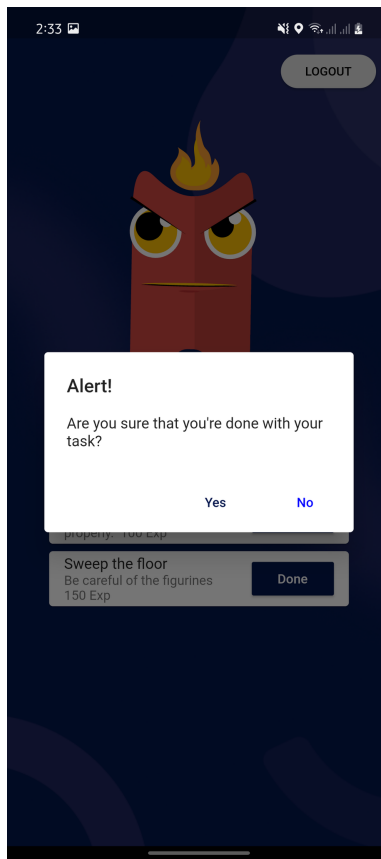 2:33
LOGOUT
Alert!
Are you sure that you're done with your
task?
Yes
No
properly. 100 Exp
Sweep the floor
Be careful of the figurines
150 Exp
Done